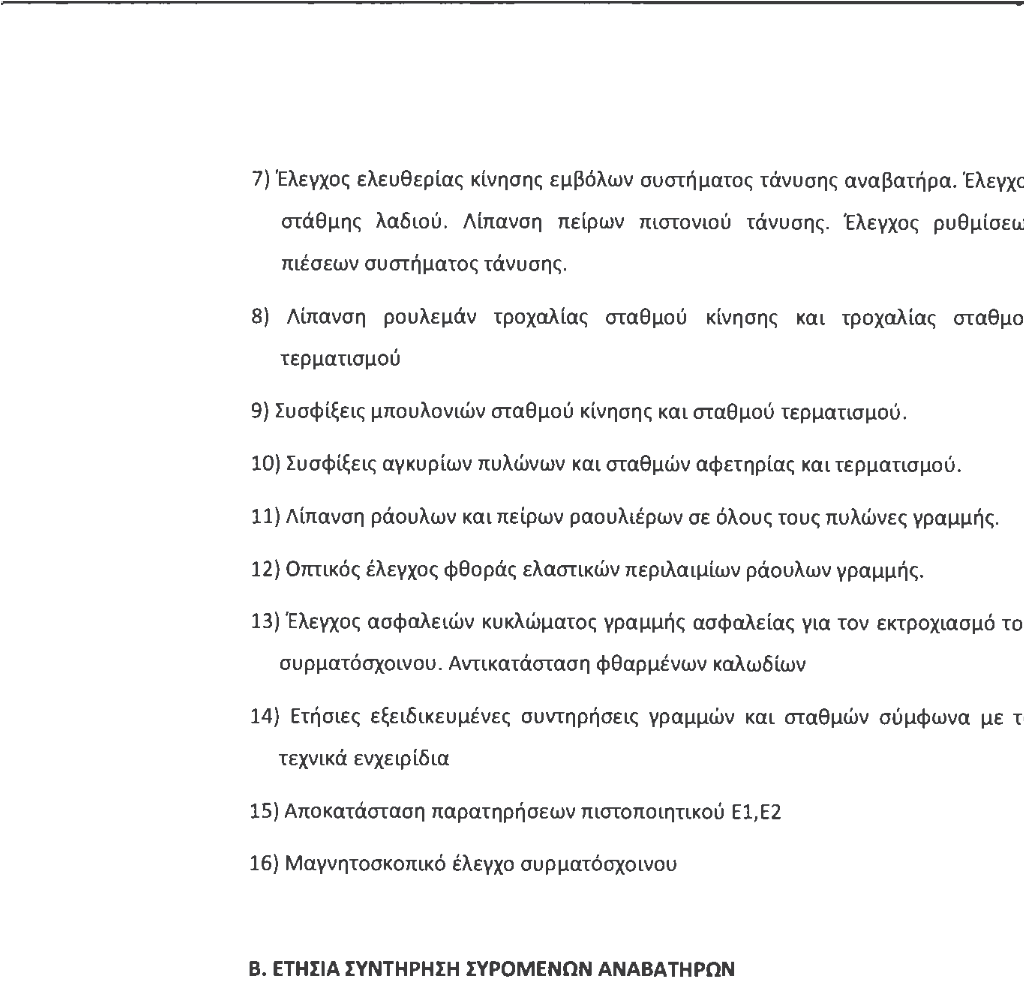 7) Έλεγχος ελευθερίας κίνησης εμβόλων συστήματος τάνυσης αναβατήρα. Έλεγχο
στάθμης λαδιού. Λίπανση πείρων πιστονιού τάνυσης. Έλεγχος ρυθμίσεω
πιέσεων συστήματος τάνυσης.
8) Λίπανση ρουλεμάν τροχαλίας σταθμού κίνησης και τροχαλίας σταθμο
τερματισμού
9) Συσφίξεις μπουλονιών σταθμού κίνησης και σταθμού τερματισμού.
10) Συσφίξεις αγκυρίων πυλώνων και σταθμών αφετηρίας και τερματισμού.
11) Λίπανση ράουλων και πείρων ραουλιέρων σε όλους τους πυλώνες γραμμής.
12) Οπτικός έλεγχος φθοράς ελαστικών περιλαιμίων ράουλων γραμμής.
13) Έλεγχος ασφαλειών κυκλώματος γραμμής ασφαλείας για τον εκτροχιασμό το
συρματόσχοινου. Αντικατάσταση φθαρμένων καλωδίων
14) Ετήσιες εξειδικευμένες συντηρήσεις γραμμών και σταθμών σύμφωνα με τ
τεχνικά ενχειρίδια
15) Αποκατάσταση παρατηρήσεων πιστοποιητικού Ε1,Ε2
16) Μαγνητοσκοπικό έλεγχο συρματόσχοινου
Β. ΕΤΗΣΙΑ ΣΥΝΤΗΡΗΣΗ ΣΥΡΟΜΕΝΩΝ ΑΝΑΒΑΤΗΡΩΝ